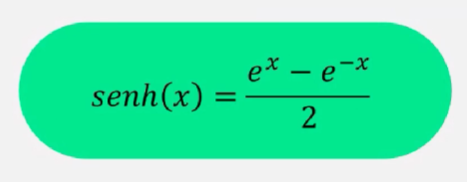 senh(x) = (e^x − e^−x) / 2